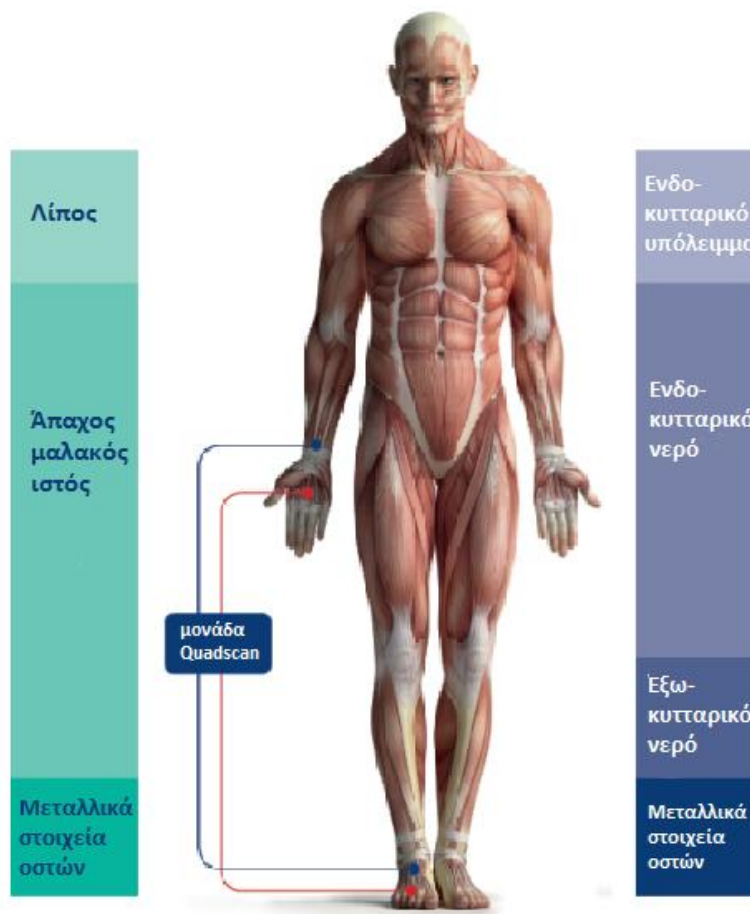 Λίπος
Άπαχος
μαλακός
ιστός
Μεταλλικά
στοιχεία
οστών
μονάδα
Quadscan
Ενδο-
κυτταρικό
υπόλειμμα
Ενδο-
κυτταρικό
νερό
Έξω-
κυτταρικό
νερό
Μεταλλικά
στοιχεία
οστών